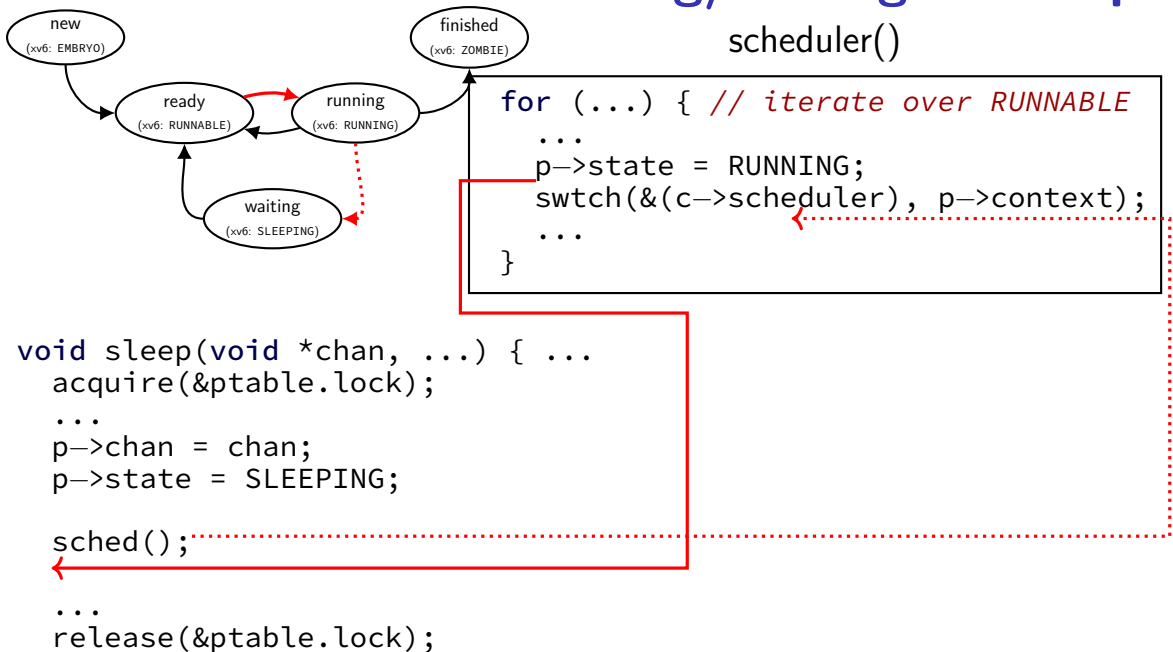 new
(xv6: EMBRYO)
finished
(xv6: ZOMBIE)
ready
(xv6: RUNNABLE)
running
(xv6: RUNNING)
waiting
(xv6: SLEEPING)
scheduler()
for (...) { // iterate over RUNNABLE
...
p—>state = RUNNING;
swtch(&(c—>scheduler), p—>context);
...
}
void sleep(void *chan, ...) { ...
acquire(&ptable.lock);
...
p—>chan = chan;
p—>state = SLEEPING;
sched();
...
release(&ptable.lock);